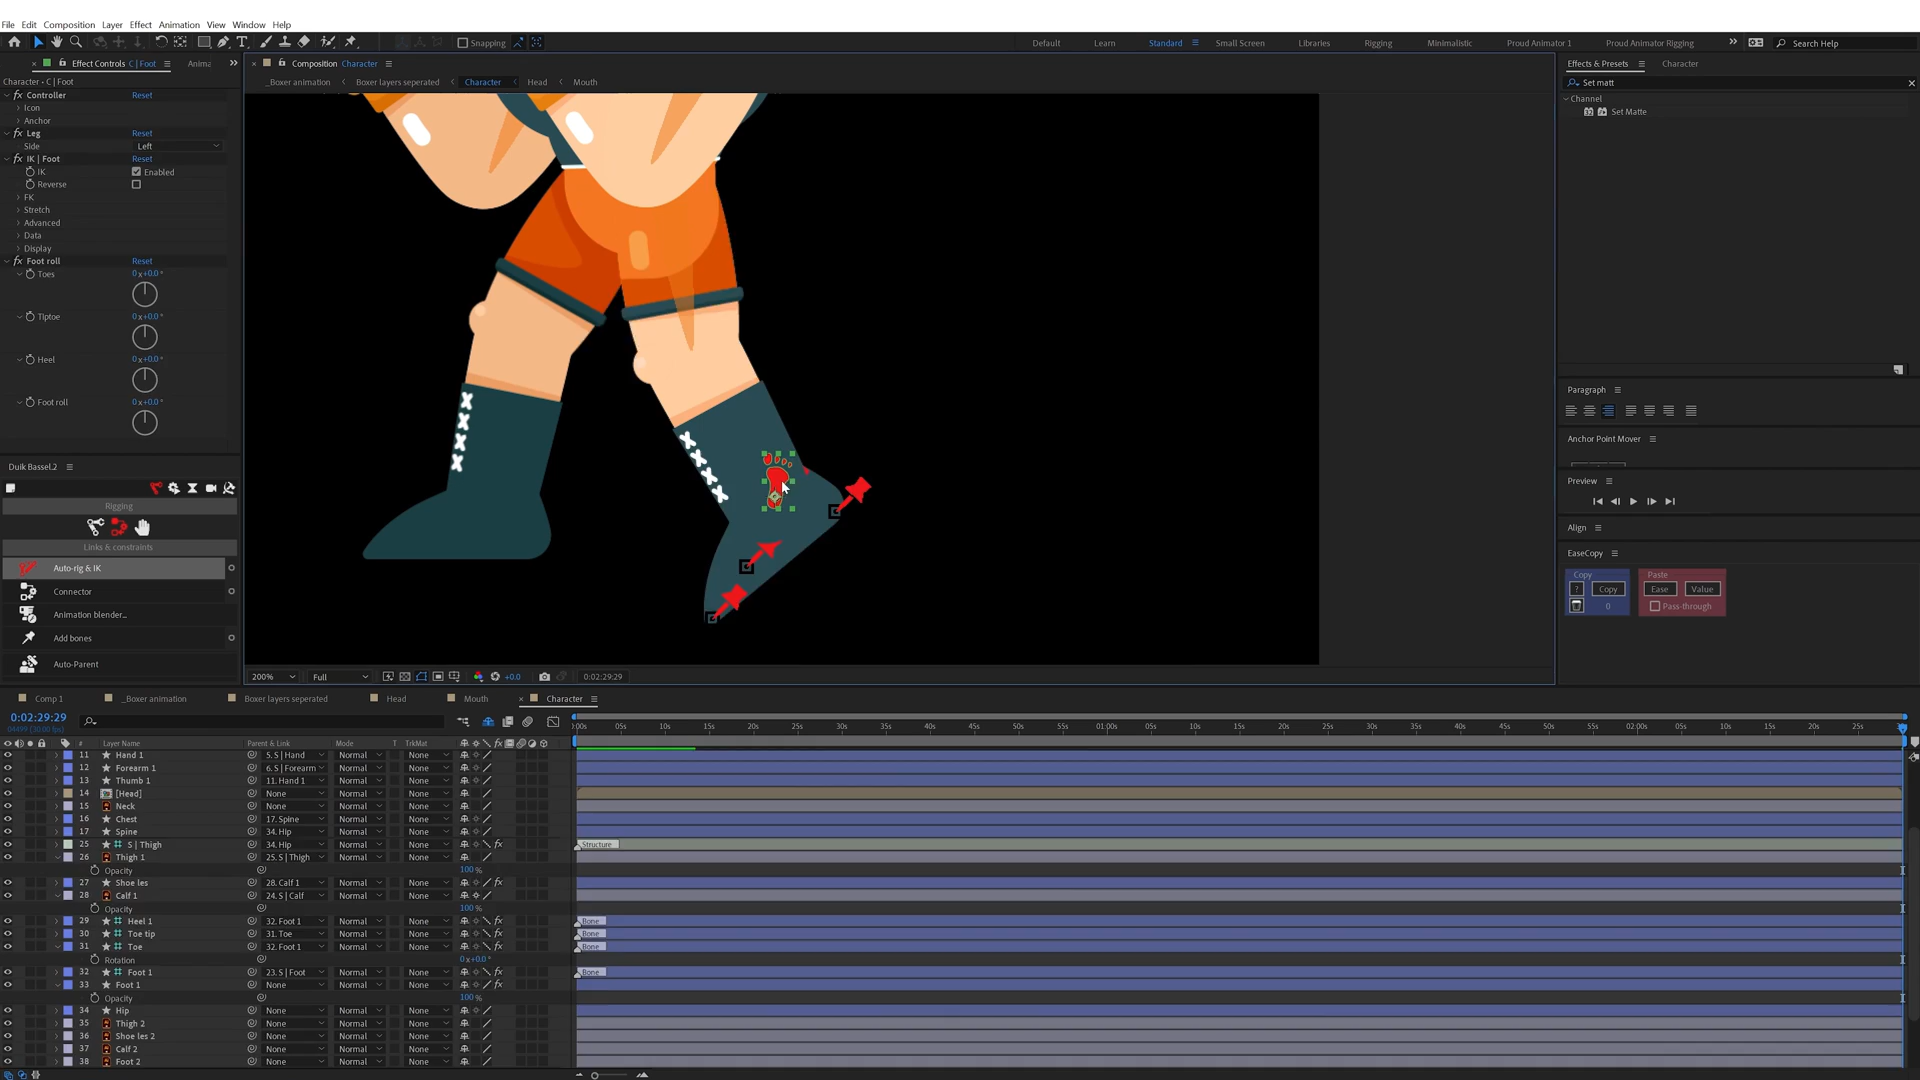 File Edit Composition Layer Effect Animation View Window Help
Snapping
Default Learn Standard Small Screen Libraries Rigging Minimalistic Proud Animator 1 Proud Animator Rigging Search Help
Effect Controls C | Foot Anima
Composition Character
Effects & Presets Character
Character • C | Foot
_Boxer animation Boxer layers seperated Character Head Mouth
Set matt
fx Controller Reset
Icon
Anchor
fx Leg Reset
Side Left
fx IK | Foot Reset
IK Enabled
Reverse
FK
Stretch
Advanced
Data
Display
fx Foot roll Reset
Toes 0x+0.0°
Tiptoe 0x+0.0°
Heel 0x+0.0°
Foot roll 0x+0.0°
Channel
Set Matte
Paragraph
Anchor Point Mover
Preview
Align
EaseCopy
Copy Paste
? Copy Ease Value
0 Pass-through
Duik Bassel.2
Rigging
Links & constraints
Auto-rig & IK
Connector
Animation blender...
Add bones
Auto-Parent
200% Full +0.0 0:02:29:29
Comp 1 _Boxer animation Boxer layers seperated Head Mouth Character
0:02:29:29
04499 (30.00 fps)
:00s 05s 10s 15s 20s 25s 30s 35s 40s 45s 50s 55s 01:00s 05s 10s 15s 20s 25s 30s 35s 40s 45s 50s 55s 02:00s 05s 10s 15s 20s 25s
# Layer Name Parent & Link Mode T TrkMat fx
11 Hand 1 5. S | Hand Normal None
12 Forearm 1 6. S | Forearm Normal None
13 Thumb 1 11. Hand 1 Normal None
14 [Head] None Normal None
15 Neck None Normal None
16 Chest 17. Spine Normal None
17 Spine 34. Hip Normal None
25 S | Thigh 34. Hip Normal None fx Structure
26 Thigh 1 25. S | Thigh Normal None
Opacity 100%
27 Shoe les 28. Calf 1 Normal None fx
28 Calf 1 24. S | Calf Normal None
Opacity 100%
29 Heel 1 32. Foot 1 Normal None fx Bone
30 Toe tip 31. Toe Normal None fx Bone
31 Toe 32. Foot 1 Normal None fx Bone
Rotation 0x+0.0°
32 Foot 1 23. S | Foot Normal None fx Bone
33 Foot 1 None Normal None fx
Opacity 100%
34 Hip None Normal None
35 Thigh 2 None Normal None
36 Shoe les 2 None Normal None
37 Calf 2 None Normal None
38 Foot 2 None Normal None